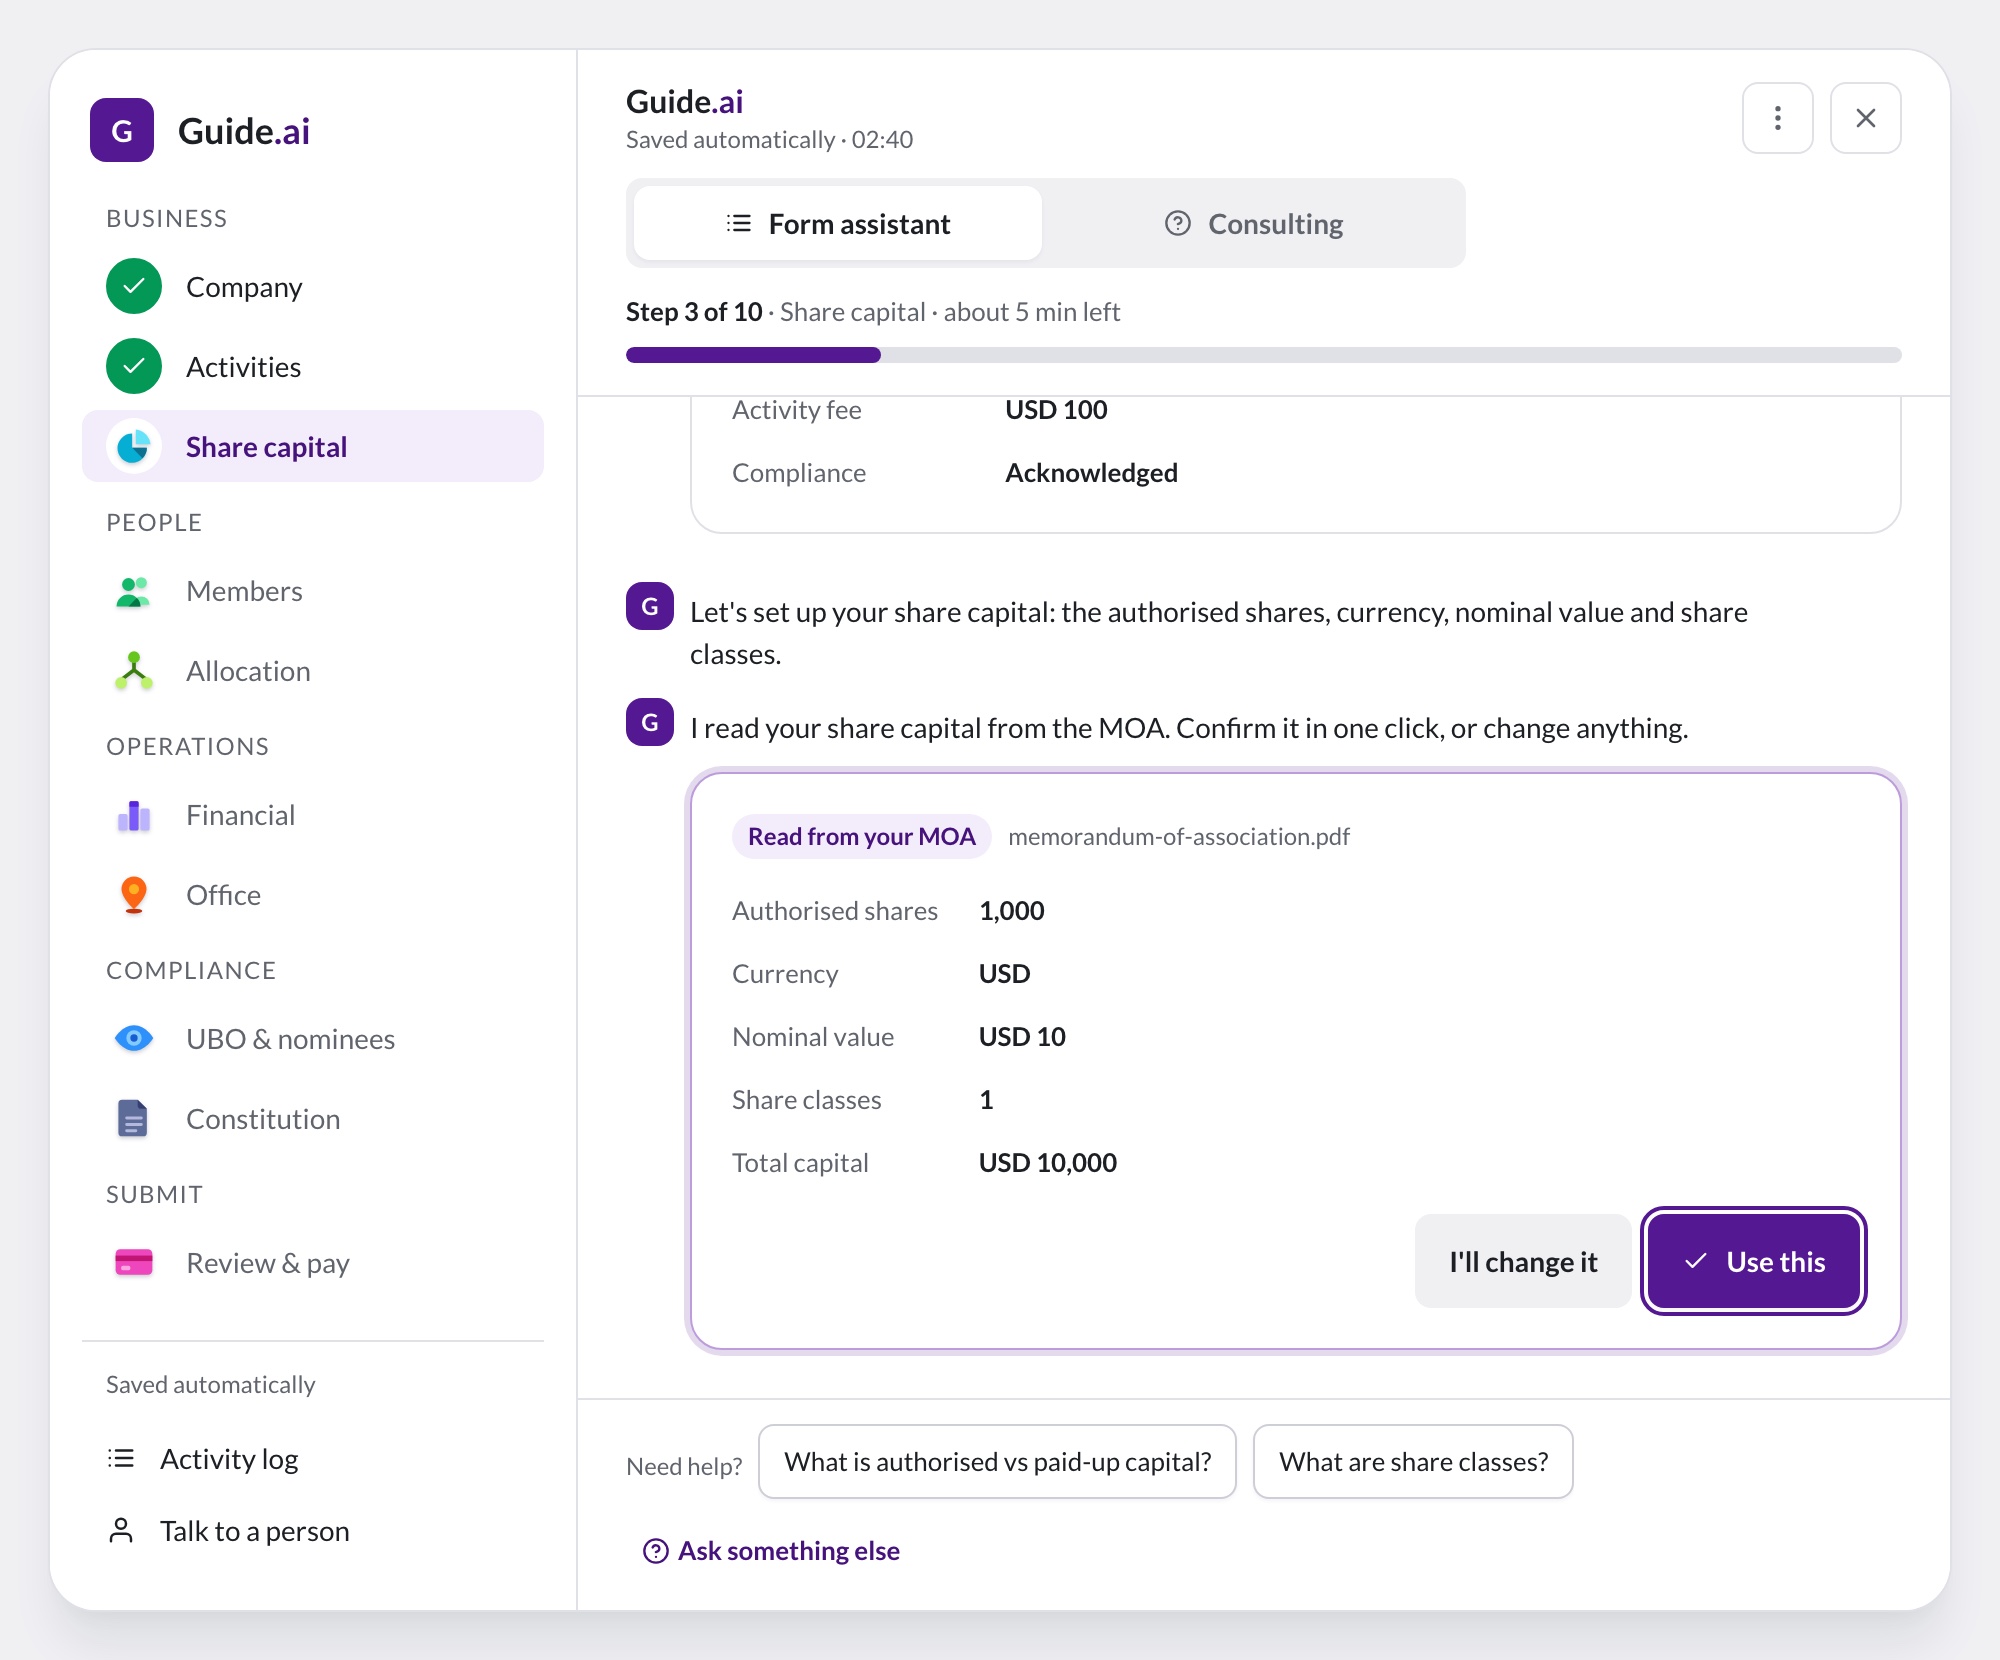 G Guide.ai
BUSINESS
Company
Activities
Share capital
PEOPLE
Members
Allocation
OPERATIONS
Financial
Office
COMPLIANCE
UBO & nominees
Constitution
SUBMIT
Review & pay
Saved automatically
Activity log
Talk to a person
Guide.ai
Saved automatically · 02:40
Form assistant
Consulting
Step 3 of 10 · Share capital · about 5 min left
Activity fee USD 100
Compliance Acknowledged
G Let's set up your share capital: the authorised shares, currency, nominal value and share
classes.
G I read your share capital from the MOA. Confirm it in one click, or change anything.
Read from your MOA memorandum-of-association.pdf
Authorised shares 1,000
Currency USD
Nominal value USD 10
Share classes 1
Total capital USD 10,000
I'll change it
Use this
Need help? What is authorised vs paid-up capital? What are share classes?
Ask something else